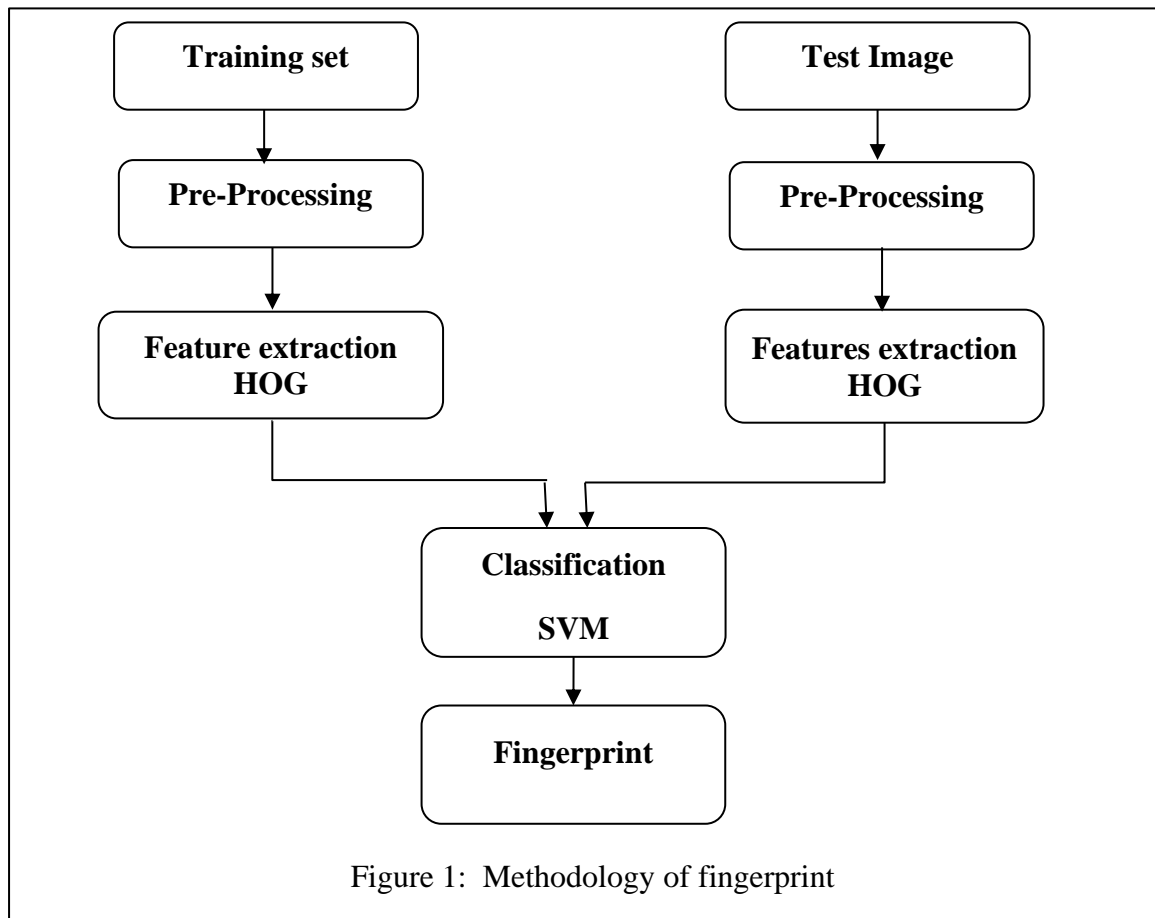 Training set
Test Image
Pre-Processing
Pre-Processing
Feature extraction
HOG
Features extraction
HOG
Classification
SVM
Fingerprint
Figure 1:  Methodology of fingerprint